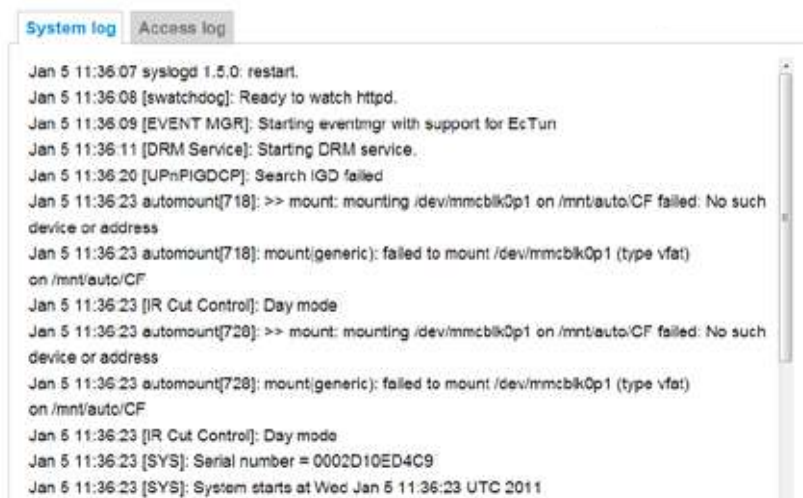 System log Access log
Jan 5 11:36:07 syslogd 1.5.0: restart.
Jan 5 11:36:08 [swatchdog]: Ready to watch httpd.
Jan 5 11:36:09 [EVENT MGR]: Starting eventmgr with support for EcTun
Jan 5 11:36:11 [DRM Service]: Starting DRM service.
Jan 5 11:36:20 [UPnPIGDCP]: Search IGD failed
Jan 5 11:36:23 automount[718]: >> mount: mounting /dev/mmcblk0p1 on /mnt/auto/CF failed: No such
device or address
Jan 5 11:36:23 automount[718]: mount(generic): failed to mount /dev/mmcblk0p1 (type vfat)
on /mnt/auto/CF
Jan 5 11:36:23 [IR Cut Control]: Day mode
Jan 5 11:36:23 automount[728]: >> mount: mounting /dev/mmcblk0p1 on /mnt/auto/CF failed: No such
device or address
Jan 5 11:36:23 automount[728]: mount(generic): failed to mount /dev/mmcblk0p1 (type vfat)
on /mnt/auto/CF
Jan 5 11:36:23 [IR Cut Control]: Day mode
Jan 5 11:36:23 [SYS]: Serial number = 0002D10ED4C9
Jan 5 11:36:23 [SYS]: System starts at Wed Jan 5 11:36:23 UTC 2011